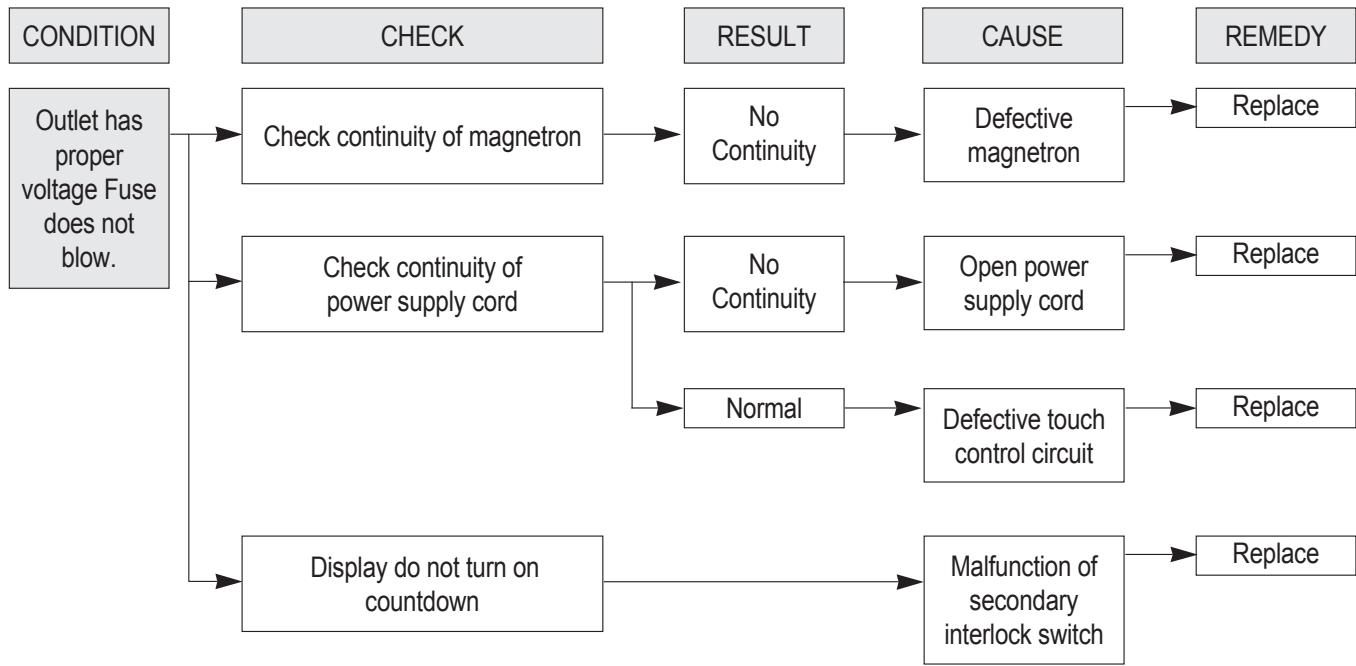 CONDITION
CHECK
RESULT
CAUSE
REMEDY
Outlet has
proper
voltage Fuse
does not
blow.
Check continuity of magnetron
No
Continuity
Defective
magnetron
Replace
Check continuity of
power supply cord
No
Continuity
Open power
supply cord
Replace
Normal
Defective touch
control circuit
Replace
Display do not turn on
countdown
Malfunction of
secondary
interlock switch
Replace